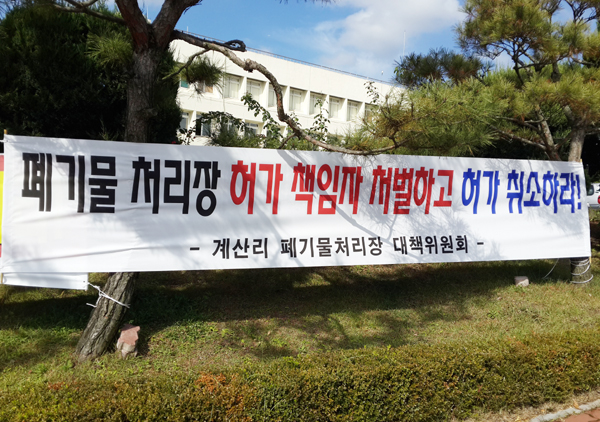 폐기물 처리장 허가 책임자 처벌하고 허가 취소하라!
- 계산리 폐기물처리장 대책위원회 -